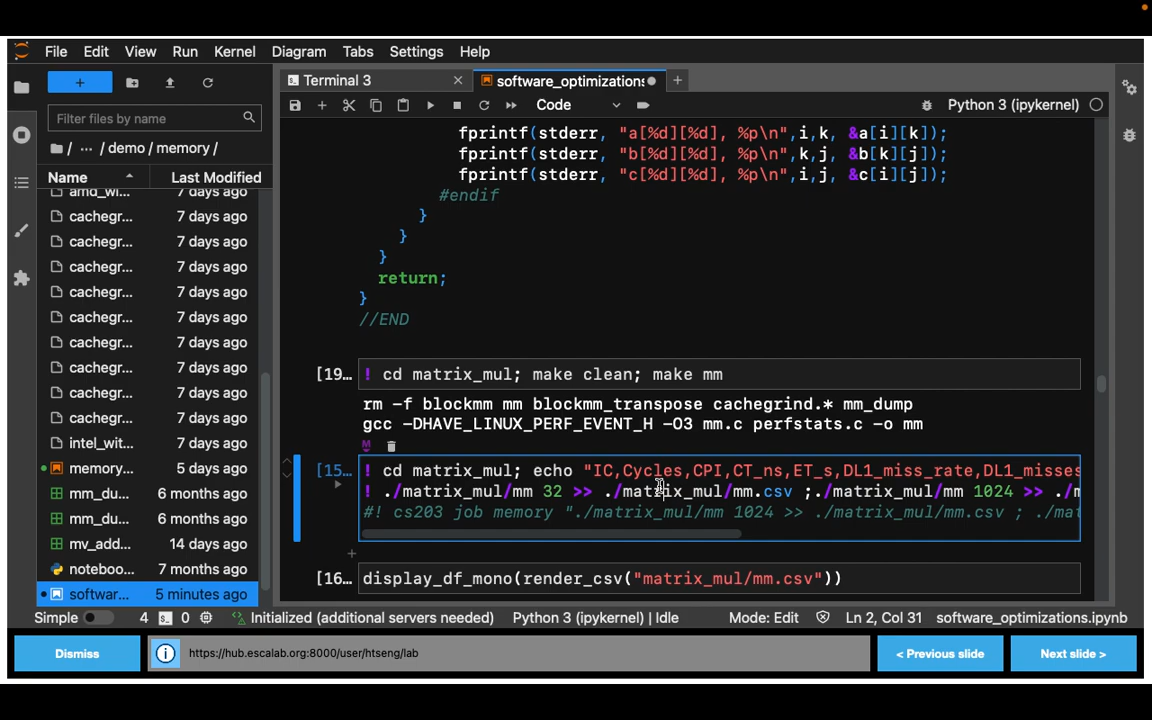 File Edit View Run Kernel Diagram Tabs Settings Help
+
Terminal 3
software_optimizations
Filter files by name
Code
Python 3 (ipykernel)
/ ... / demo / memory /
Name Last Modified
amd_wi... 7 days ago
cachegr... 7 days ago
cachegr... 7 days ago
cachegr... 7 days ago
cachegr... 7 days ago
cachegr... 7 days ago
cachegr... 7 days ago
cachegr... 7 days ago
cachegr... 7 days ago
cachegr... 7 days ago
intel_wit... 7 days ago
memory... 5 days ago
mm_du... 6 months ago
mm_du... 6 months ago
mv_add... 14 days ago
noteboo... 7 months ago
softwar... 5 minutes ago
fprintf(stderr, "a[%d][%d], %p\n",i,k, &a[i][k]);
fprintf(stderr, "b[%d][%d], %p\n",k,j, &b[k][j]);
fprintf(stderr, "c[%d][%d], %p\n",i,j, &c[i][j]);
#endif
}
}
}
return;
}
//END
[19... ! cd matrix_mul; make clean; make mm
rm -f blockmm mm blockmm_transpose cachegrind.* mm_dump
gcc -DHAVE_LINUX_PERF_EVENT_H -O3 mm.c perfstats.c -o mm
[15... ! cd matrix_mul; echo "IC,Cycles,CPI,CT_ns,ET_s,DL1_miss_rate,DL1_misses
! ./matrix_mul/mm 32 >> ./matrix_mul/mm.csv ;./matrix_mul/mm 1024 >> ./m
#! cs203 job memory "./matrix_mul/mm 1024 >> ./matrix_mul/mm.csv ; ./mat
[16... display_df_mono(render_csv("matrix_mul/mm.csv"))
Simple 4 0 Initialized (additional servers needed) Python 3 (ipykernel) | Idle Mode: Edit Ln 2, Col 31 software_optimizations.ipynb
Dismiss https://hub.escalab.org:8000/user/htseng/lab < Previous slide Next slide >